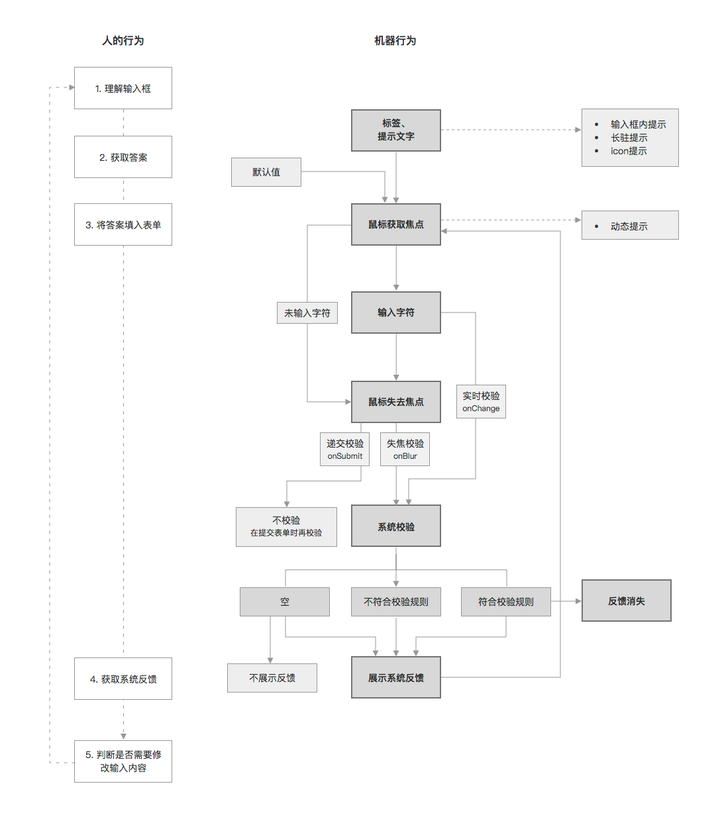 人的行为
机器行为
1. 理解输入框
标签、
提示文字
• 输入框内提示
• 长驻提示
• icon提示
2. 获取答案
默认值
3. 将答案填入表单
鼠标获取焦点
• 动态提示
未输入字符
输入字符
鼠标失去焦点
实时校验
onChange
递交校验
onSubmit
失焦校验
onBlur
不校验
在提交表单时再校验
系统校验
空
不符合校验规则
符合校验规则
反馈消失
4. 获取系统反馈
不展示反馈
展示系统反馈
5. 判断是否需要修
改输入内容